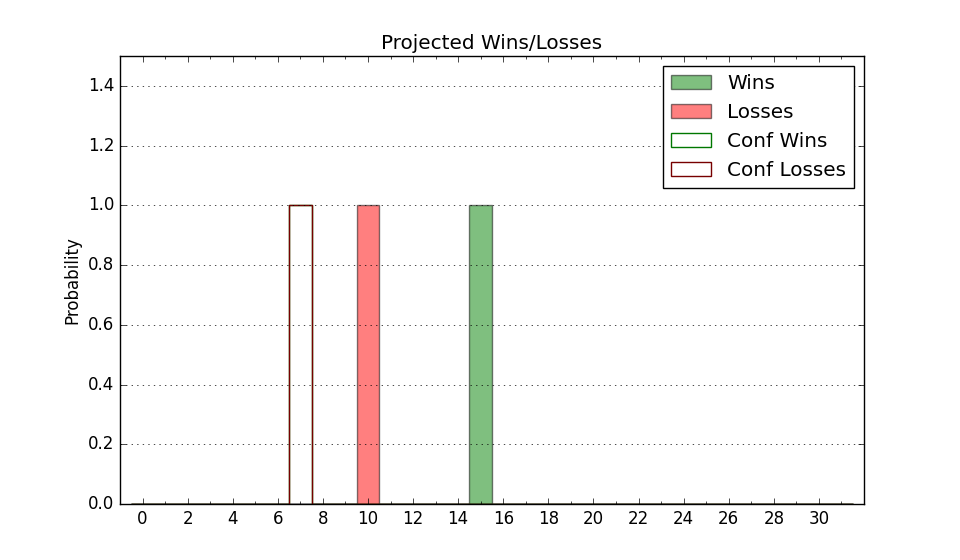 Projected Wins/Losses
Wins
Losses
Conf Wins
Conf Losses
Probability
1.4
1.2
1.0
0.8
0.6
0.4
0.2
0.0
0 2 4 6 8 10 12 14 16 18 20 22 24 26 28 30